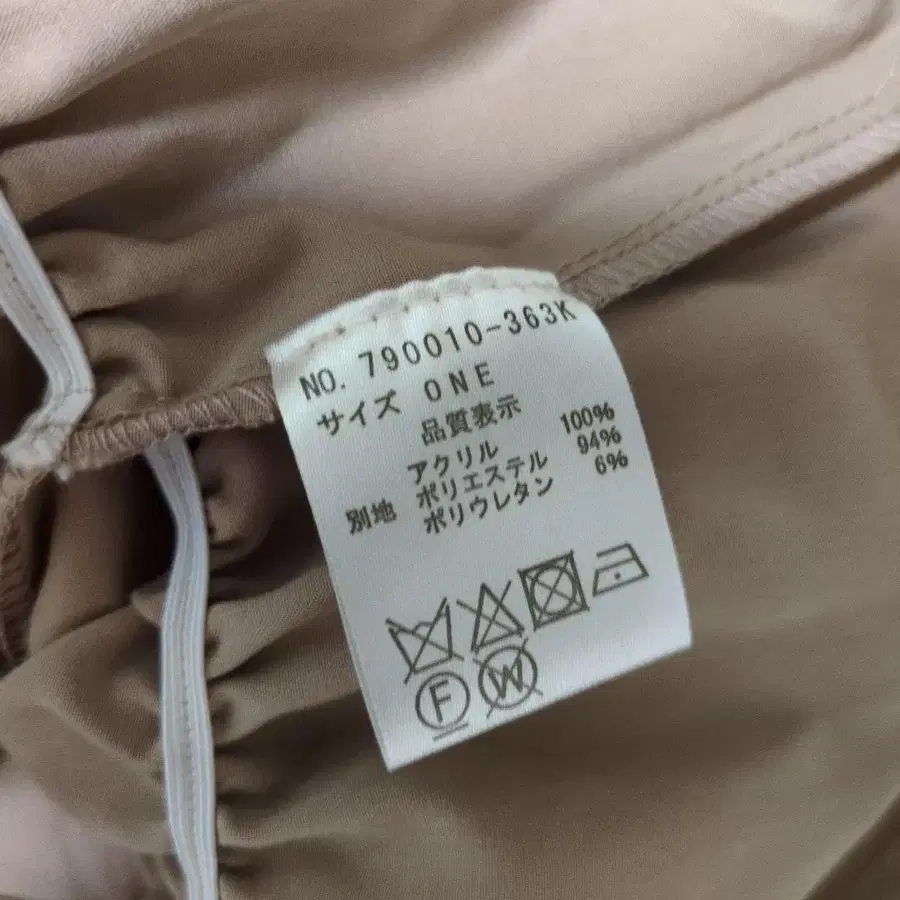 NO. 790010-363K
サイズ ONE
品質表示
アクリル 100%
別地 ポリエステル 94%
ポリウレタン 6%
F W